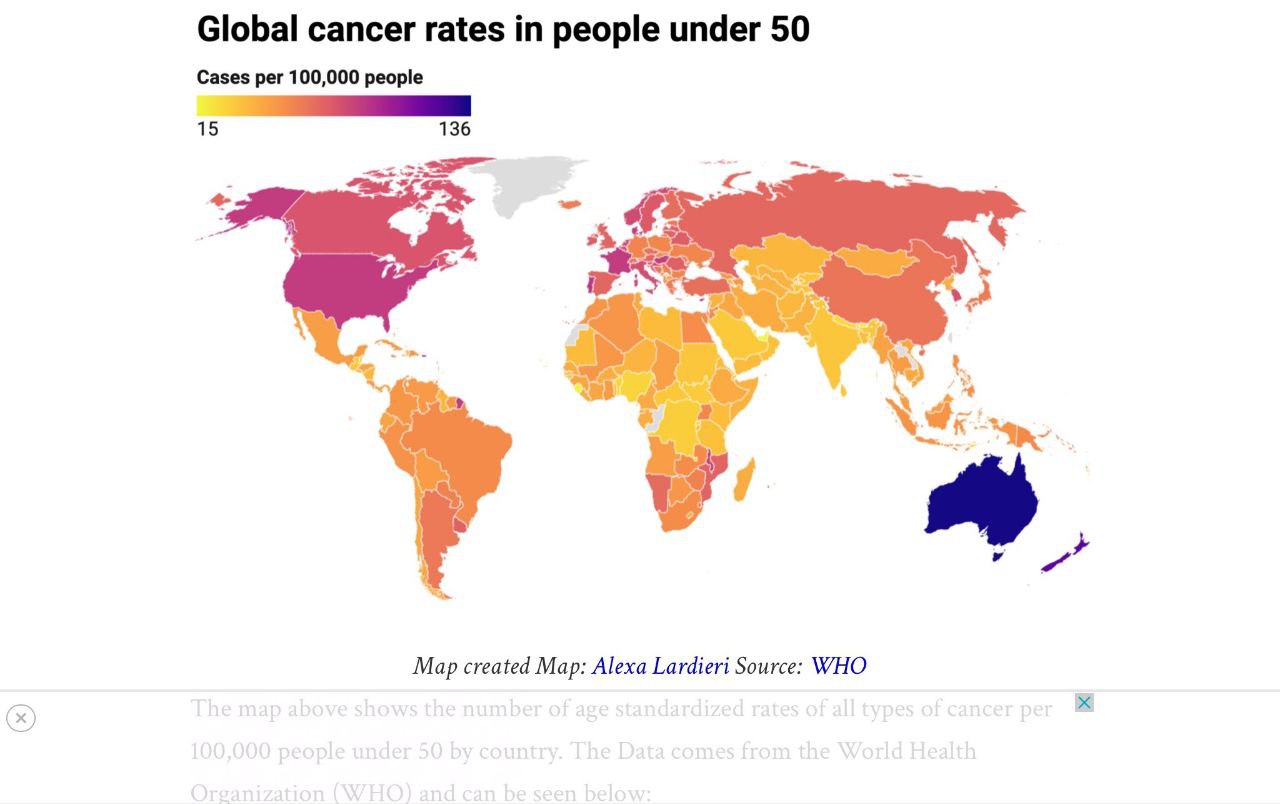 Global cancer rates in people under 50
Cases per 100,000 people
15 136
Map created Map: Alexa Lardieri Source: WHO
The map above shows the number of age standardized rates of all types of cancer per
100,000 people under 50 by country. The Data comes from the World Health
Organization (WHO) and can be seen below: